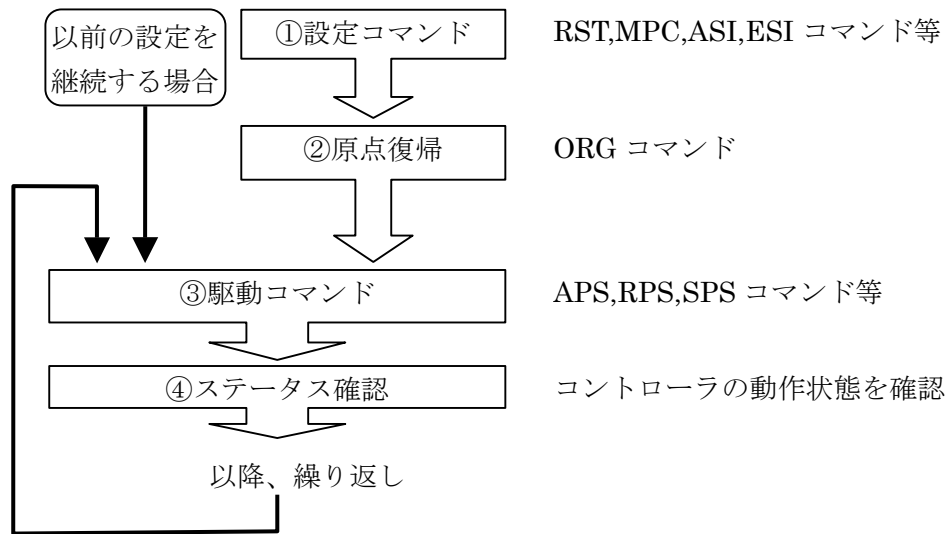 以前の設定を
継続する場合
①設定コマンド
RST,MPC,ASI,ESI コマンド等
②原点復帰
ORG コマンド
③駆動コマンド
APS,RPS,SPS コマンド等
④ステータス確認
コントローラの動作状態を確認
以降、繰り返し